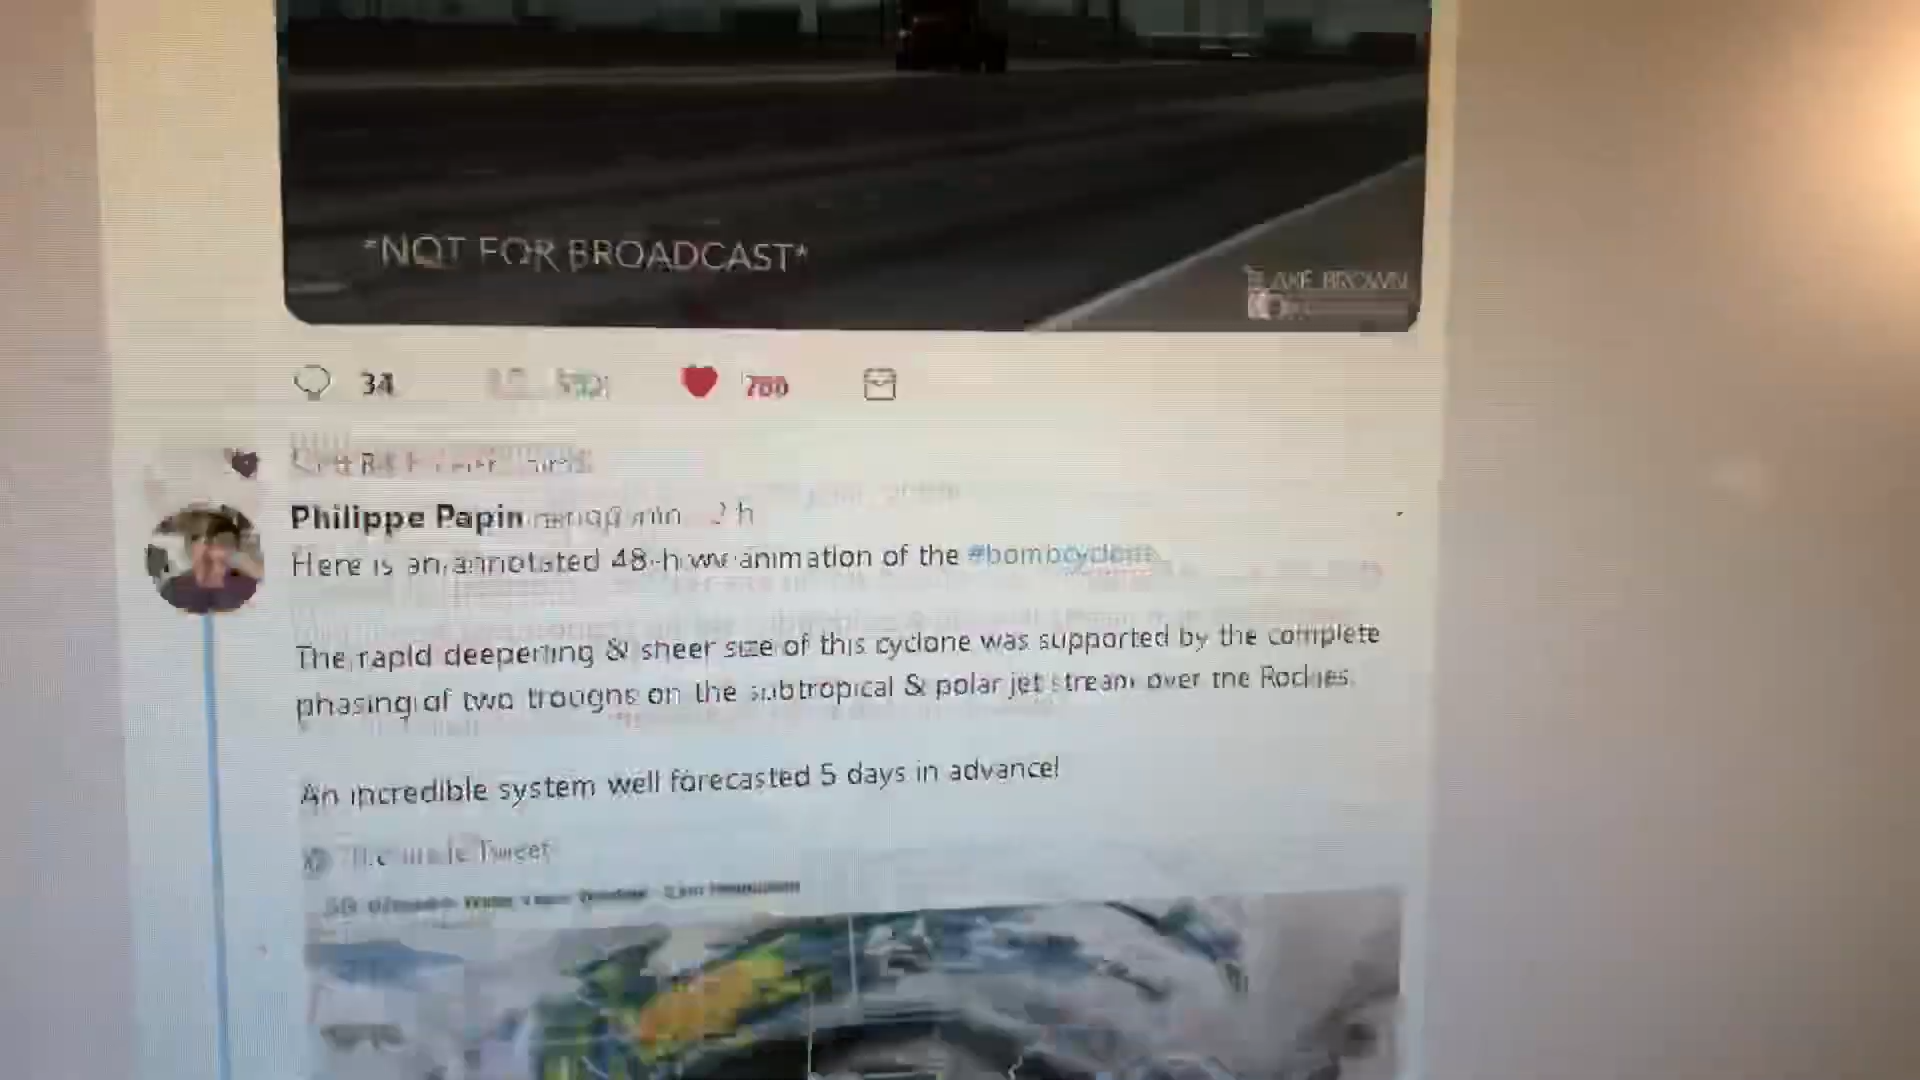 *NOT FOR BROADCAST*
BROWN
34
Philippe Papin
Here is an annotated 48-hour animation of the #bombcyclone
The rapid deepening & sheer size of this cyclone was supported by the complete
phasing of two troughs on the subtropical & polar jet stream over the Rockies.
An incredible system well forecasted 5 days in advance!
Tweet